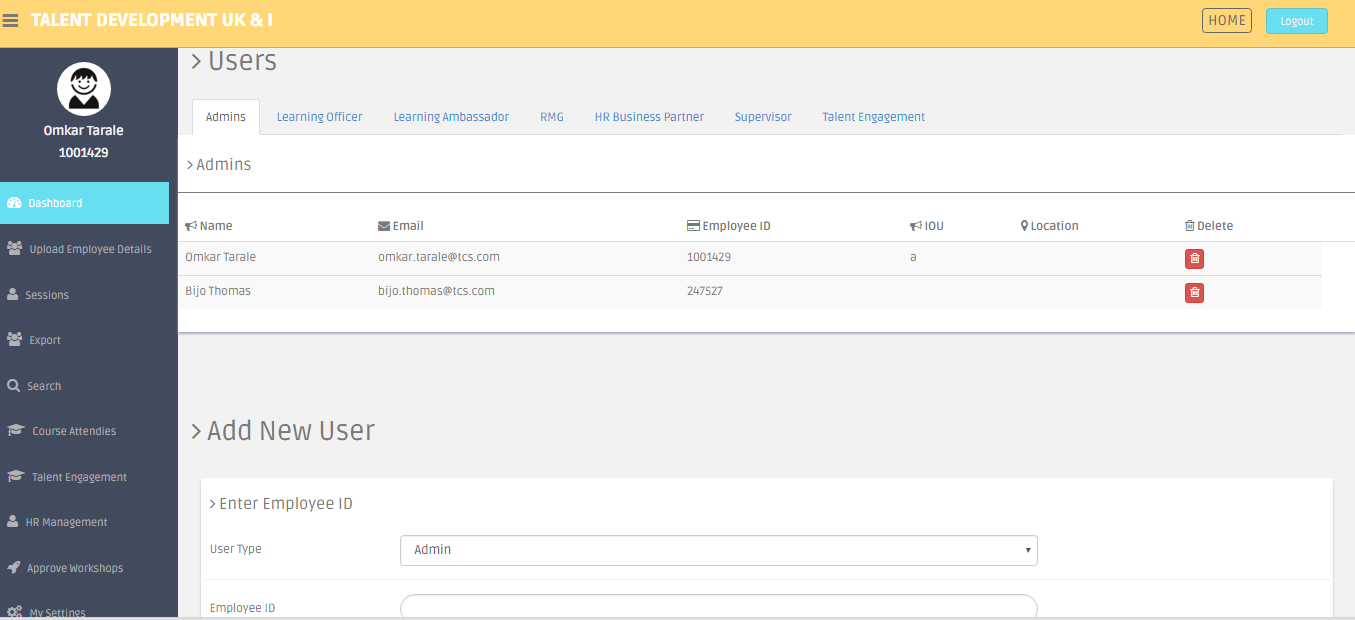 TALENT DEVELOPMENT UK & I
HOME
Logout
Omkar Tarale
1001429
Dashboard
Upload Employee Details
Sessions
Export
Search
Course Attendies
Talent Engagement
HR Management
Approve Workshops
My Settings
> Users
Admins Learning Officer Learning Ambassador RMG HR Business Partner Supervisor Talent Engagement
> Admins
Name Email Employee ID IOU Location Delete
Omkar Tarale omkar.tarale@tcs.com 1001429 a
Bijo Thomas bijo.thomas@tcs.com 247527
> Add New User
> Enter Employee ID
User Type Admin
Employee ID